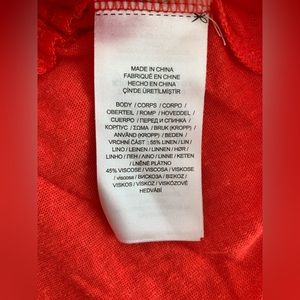 MADE IN CHINA
FABRIQUÉ EN CHINE
HECHO EN CHINA
ÇİN'DE ÜRETİLMİŞTİR
BODY / CORPS / CORPO /
OBERTEIL / ROMP / HOVEDDEL /
CUERPO / ПЕРЕД И СПИНКА /
КОРПУС / ΣΩΜΑ / BRUK (KROPP) /
ANVÄND (KROPP) / BEDEN /
VRCHNÍ ČÁST : 55% LINEN / LIN /
LINO / LEINEN / LINNEN / HØR /
LINHO / ЛЕН / ΛΙΝΟ / LINNE / KETEN
/ LNĚNÉ PLÁTNO
45% VISCOSE / VISCOSA / VISKOSE
/ viscosa / ВИСКОЗА / ΒΙΣΚΟΖ /
VISKOS / VISKOZ / VISKÓZOVÉ
HEDVÁBÍ